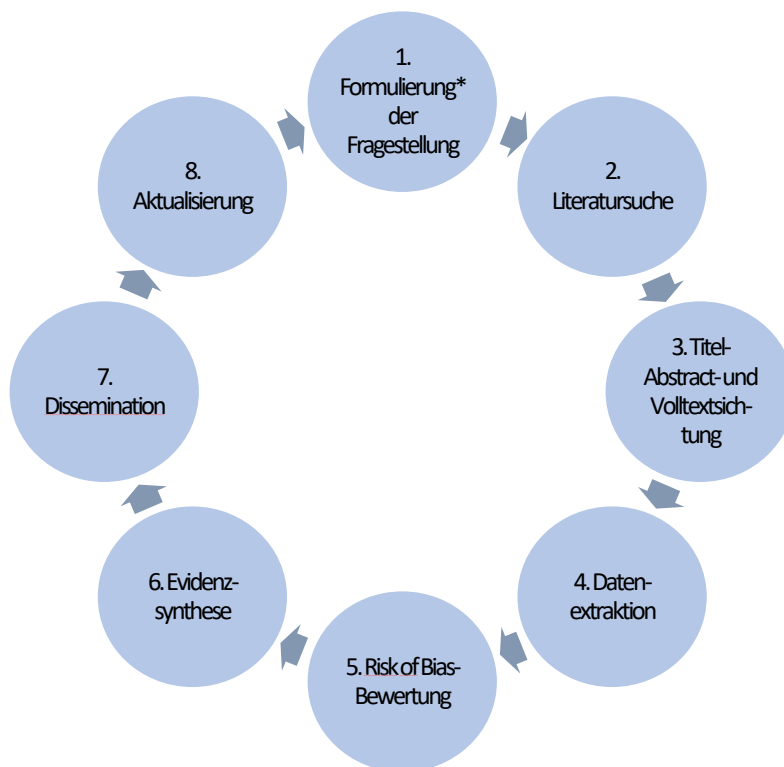 1.
Formulierung*
der
Fragestellung
2.
Literatursuche
3. Titel-
Abstract- und
Volltextsich-
tung
4. Daten-
extraktion
5. Risk of Bias-
Bewertung
6. Evidenz-
synthese
7.
Dissemination
8.
Aktualisierung